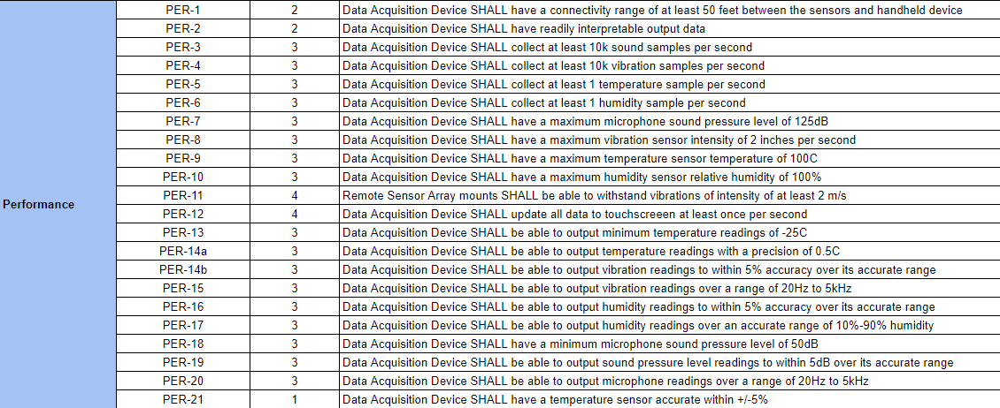 PER-1 2 Data Acquisition Device SHALL have a connectivity range of at least 50 feet between the sensors and handheld device
PER-2 2 Data Acquisition Device SHALL have readily interpretable output data
PER-3 3 Data Acquisition Device SHALL collect at least 10k sound samples per second
PER-4 3 Data Acquisition Device SHALL collect at least 10k vibration samples per second
PER-5 3 Data Acquisition Device SHALL collect at least 1 temperature sample per second
PER-6 3 Data Acquisition Device SHALL collect at least 1 humidity sample per second
PER-7 3 Data Acquisition Device SHALL have a maximum microphone sound pressure level of 125dB
PER-8 3 Data Acquisition Device SHALL have a maximum vibration sensor intensity of 2 inches per second
PER-9 3 Data Acquisition Device SHALL have a maximum temperature sensor temperature of 100C
PER-10 3 Data Acquisition Device SHALL have a maximum humidity sensor relative humidity of 100%
PER-11 4 Remote Sensor Array mounts SHALL be able to withstand vibrations of intensity of at least 2 m/s
Performance
PER-12 4 Data Acquisition Device SHALL update all data to touchscreeen at least once per second
PER-13 3 Data Acquisition Device SHALL be able to output minimum temperature readings of -25C
PER-14a 3 Data Acquisition Device SHALL be able to output temperature readings with a precision of 0.5C
PER-14b 3 Data Acquisition Device SHALL be able to output vibration readings to within 5% accuracy over its accurate range
PER-15 3 Data Acquisition Device SHALL be able to output vibration readings over a range of 20Hz to 5kHz
PER-16 3 Data Acquisition Device SHALL be able to output humidity readings to within 5% accuracy over its accurate range
PER-17 3 Data Acquisition Device SHALL be able to output humidity readings over an accurate range of 10%-90% humidity
PER-18 3 Data Acquisition Device SHALL have a minimum microphone sound pressure level of 50dB
PER-19 3 Data Acquisition Device SHALL be able to output sound pressure level readings to within 5dB over its accurate range
PER-20 3 Data Acquisition Device SHALL be able to output microphone readings over a range of 20Hz to 5kHz
PER-21 1 Data Acquisition Device SHALL have a temperature sensor accurate within +/-5%